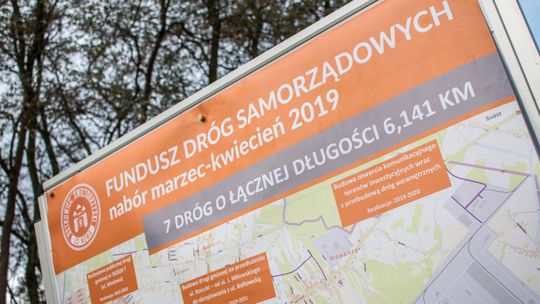 FUNDUSZ DRÓG SAMORZĄDOWYCH
nabór marzec-kwiecień 2019
7 DRÓG O ŁĄCZNEJ DŁUGOŚCI 6,141 KM
Budowa otwarcia komunikacyjnego
terenów inwestycyjnych wraz
z przebudową dróg wewnętrznych
Realizacja: 2019-2020
Budowa drogi gminnej na przedłużeniu
ul. Rzeczki - od ul. J. Milewskiego
do skrzyżowania z ul. Bałtowską
Koszary